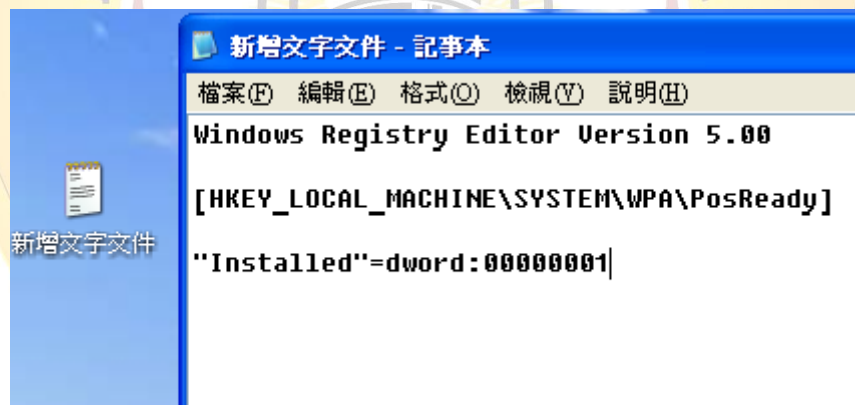 新增文字文件 - 記事本
檔案(F) 編輯(E) 格式(O) 檢視(V) 說明(H)
Windows Registry Editor Version 5.00
[HKEY_LOCAL_MACHINE\SYSTEM\WPA\PosReady]
"Installed"=dword:00000001
新增文字文件